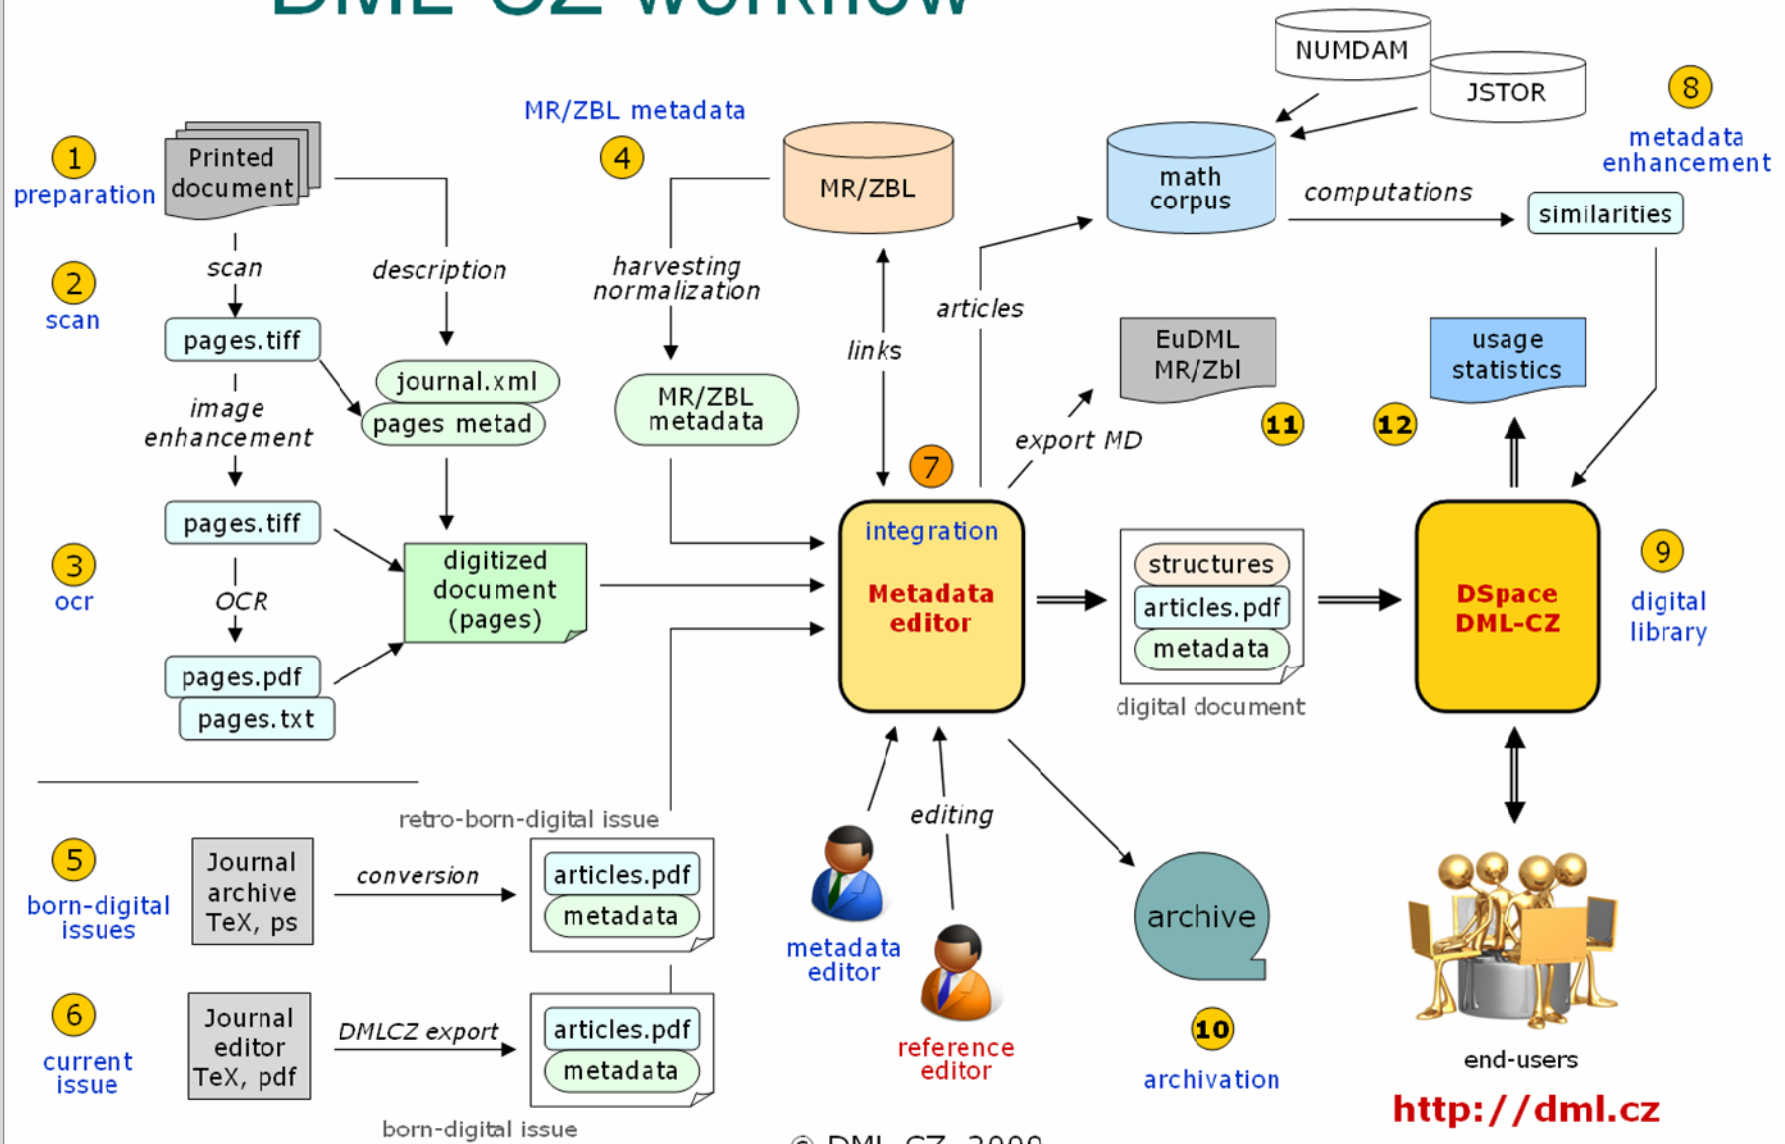 DML-CZ workflow
NUMDAM
JSTOR
8
metadata
enhancement
MR/ZBL metadata
4
1
preparation
Printed
document
MR/ZBL
math
corpus
computations
similarities
2
scan
scan
description
harvesting
normalization
articles
links
pages.tiff
journal.xml
pages metad
MR/ZBL
metadata
EuDML
MR/Zbl
usage
statistics
image
enhancement
export MD
11
12
7
pages.tiff
integration
Metadata
editor
structures
articles.pdf
metadata
digital document
DSpace
DML-CZ
9
digital
library
3
ocr
OCR
digitized
document
(pages)
pages.pdf
pages.txt
retro-born-digital issue
editing
5
born-digital
issues
Journal
archive
TeX, ps
conversion
articles.pdf
metadata
metadata
editor
archive
6
current
issue
Journal
editor
TeX, pdf
DMLCZ export
articles.pdf
metadata
reference
editor
10
archivation
end-users
http://dml.cz
born-digital issue
© DML-CZ, 2009